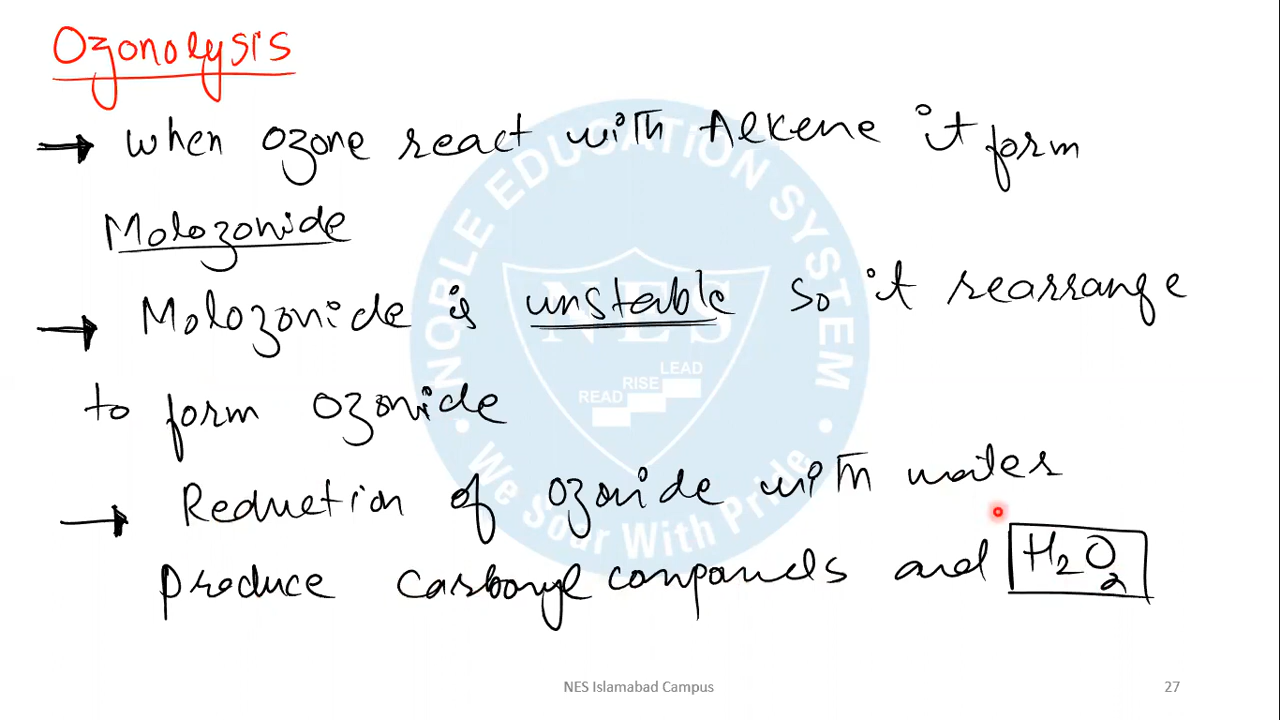 Ozonolysis
→ When ozone react with Alkene it form
Molozonide
→ Molozonide is unstable so it rearrange
to form Ozonide
→ Reduction of Ozonide with water
produce carbonyl compounds and H₂O₂
NOBLE EDUCATION SYSTEM
NES
READ RISE LEAD
• We Soar With Pride •
NES Islamabad Campus 27